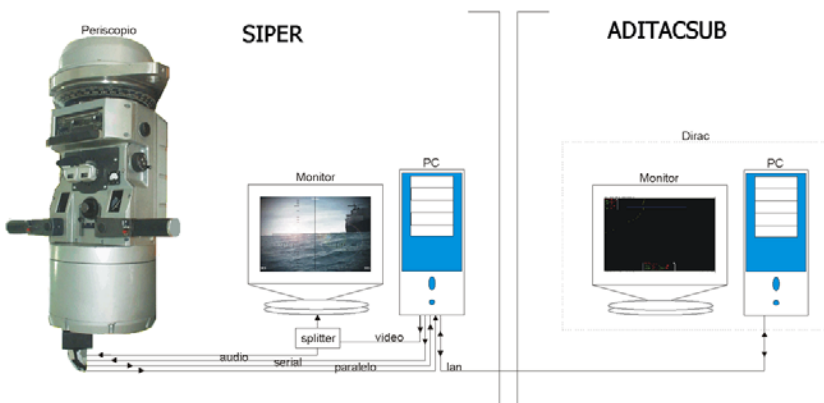 Periscopio
SIPER
ADITACSUB
Dirac
Monitor
PC
Monitor
PC
splitter
video
audio
serial
paralelo
lan